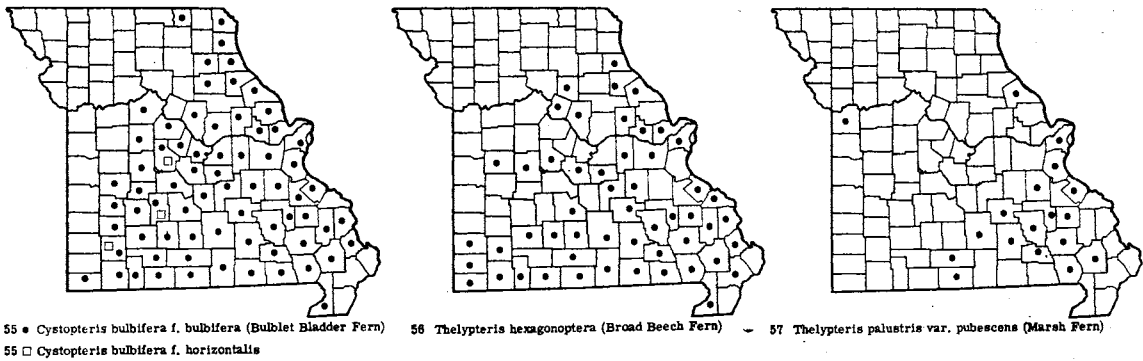 55 ● Cystopteris bulbifera f. bulbifera (Bulblet Bladder Fern)
55 □ Cystopteris bulbifera f. horizontalis
56 Thelypteris hexagonoptera (Broad Beech Fern)
57 Thelypteris palustris var. pubescens (Marsh Fern)